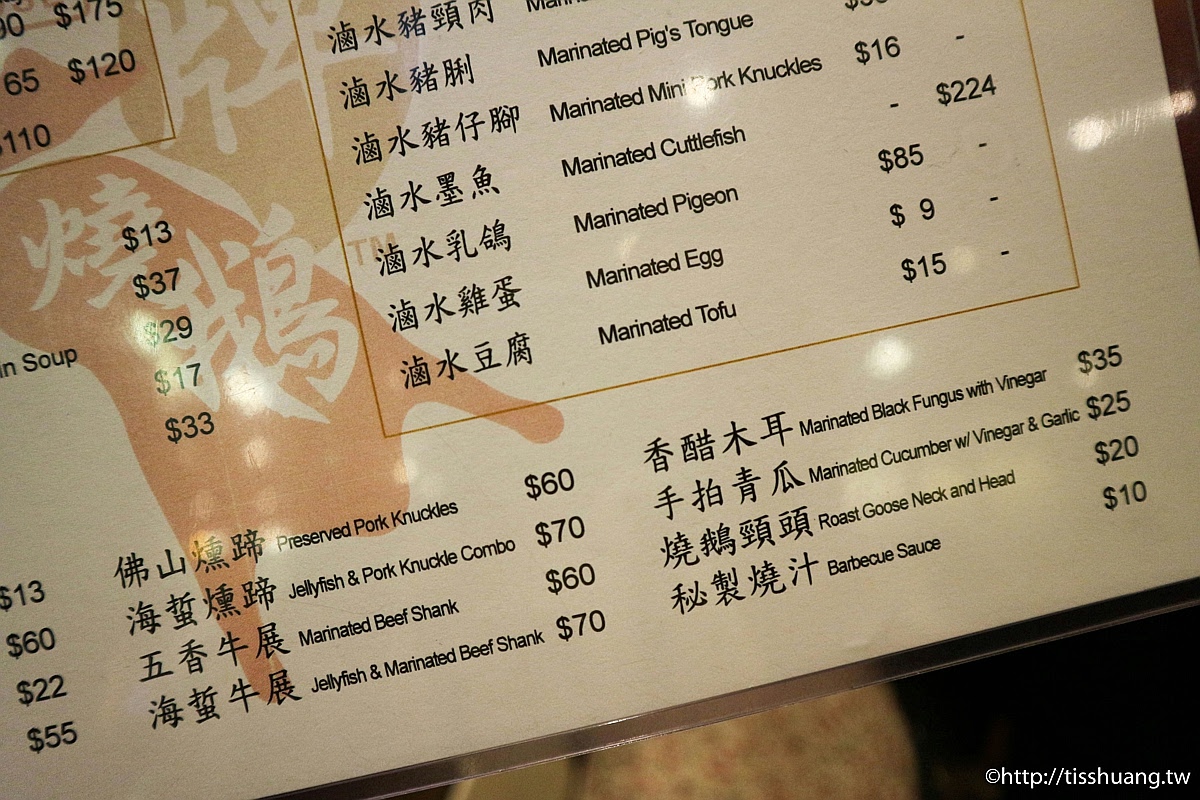 90 $175
65 $120
$110
牌
燒
鵝 TM
滷水豬頸肉
滷水豬脷 Marinated Pig's Tongue
滷水豬仔腳 Marinated Mini Pork Knuckles $16 -
滷水墨魚 Marinated Cuttlefish - $224
滷水乳鴿 Marinated Pigeon $85 -
滷水雞蛋 Marinated Egg $ 9 -
滷水豆腐 Marinated Tofu $15 -
$13
$37
$29
in Soup $17
$33
$13
$60
$22
$55
佛山燻蹄 Preserved Pork Knuckles $60
海蜇燻蹄 Jellyfish & Pork Knuckle Combo $70
五香牛展 Marinated Beef Shank $60
海蜇牛展 Jellyfish & Marinated Beef Shank $70
香醋木耳 Marinated Black Fungus with Vinegar $35
手拍青瓜 Marinated Cucumber w/ Vinegar & Garlic $25
燒鵝頸頭 Roast Goose Neck and Head $20
秘製燒汁 Barbecue Sauce $10
©http://tisshuang.tw